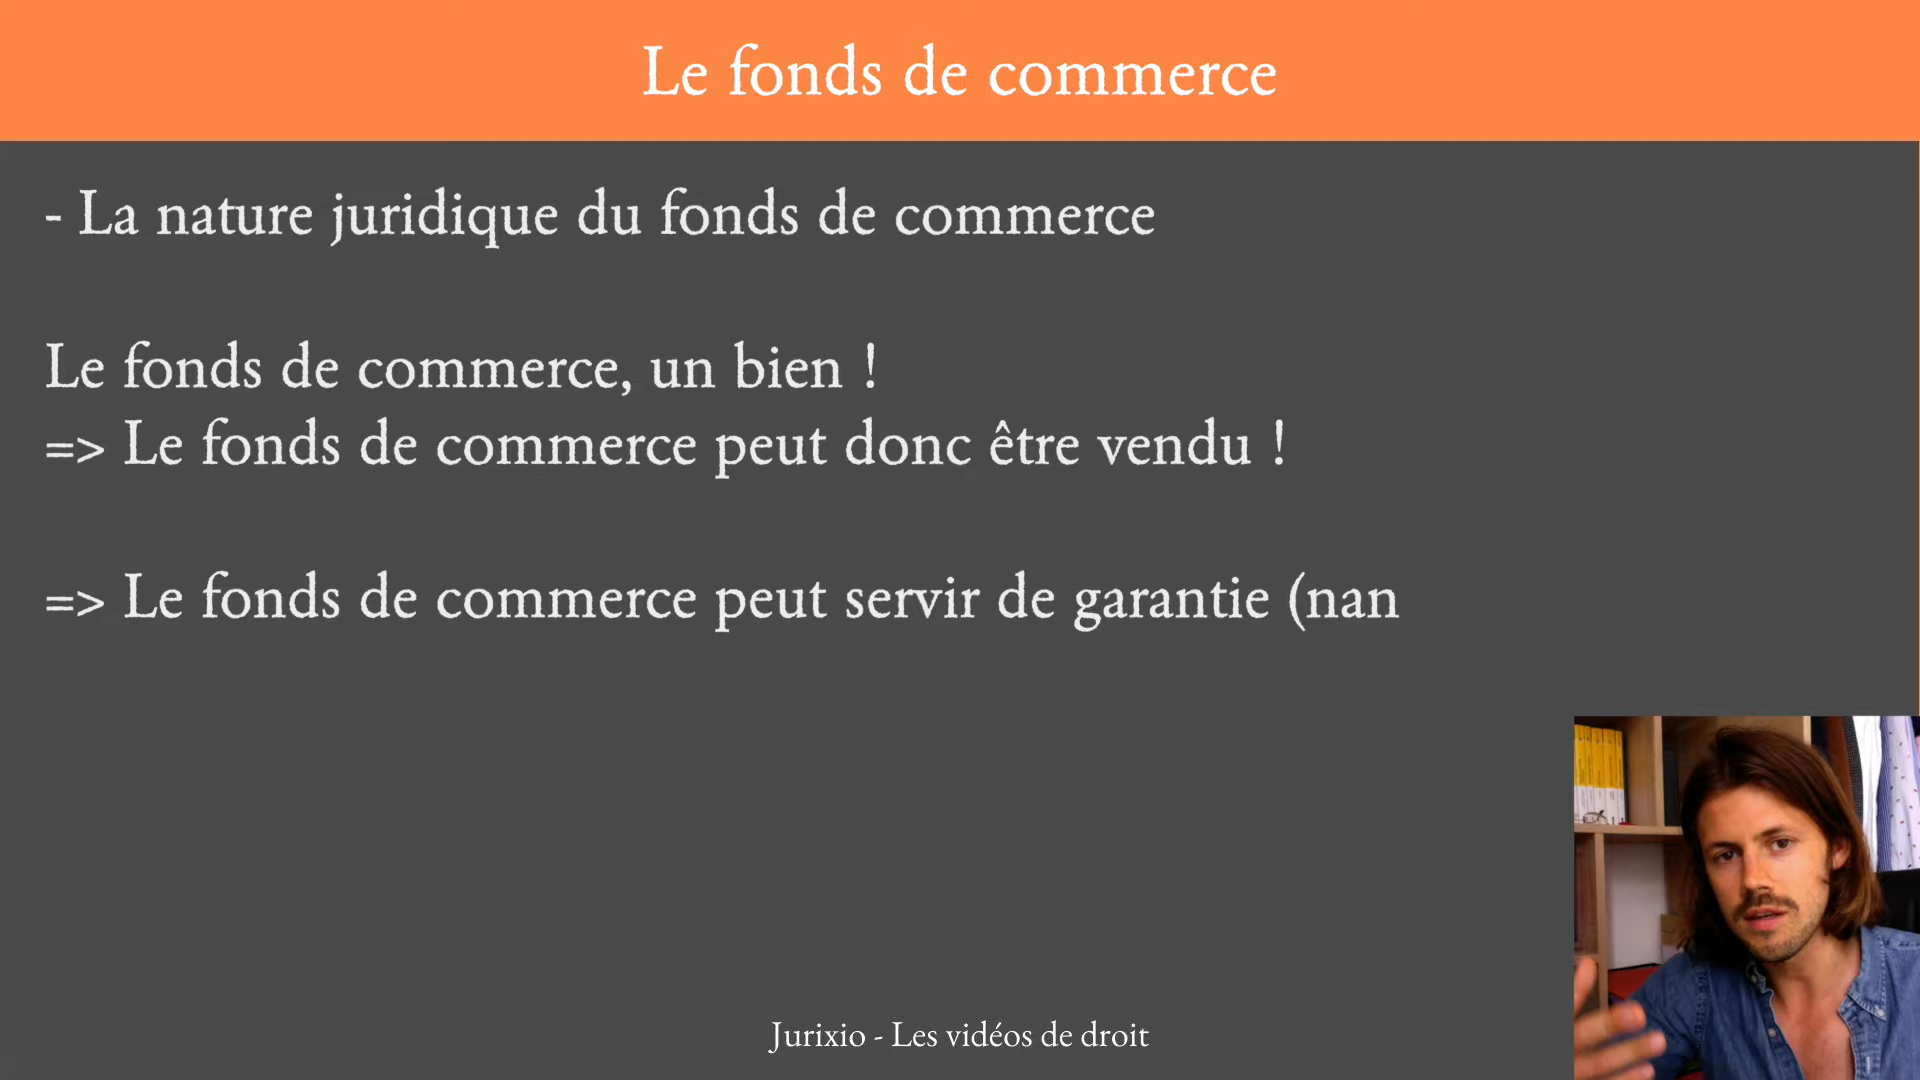 Le fonds de commerce
- La nature juridique du fonds de commerce
Le fonds de commerce, un bien !
=> Le fonds de commerce peut donc être vendu !
=> Le fonds de commerce peut servir de garantie (nan
Jurixio - Les vidéos de droit